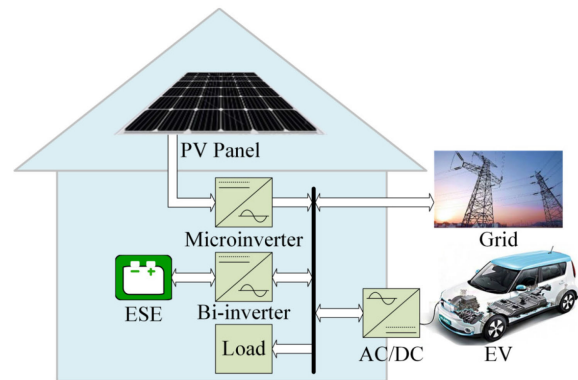 PV Panel
Microinverter
Grid
ESE
Bi-inverter
Load
AC/DC
EV